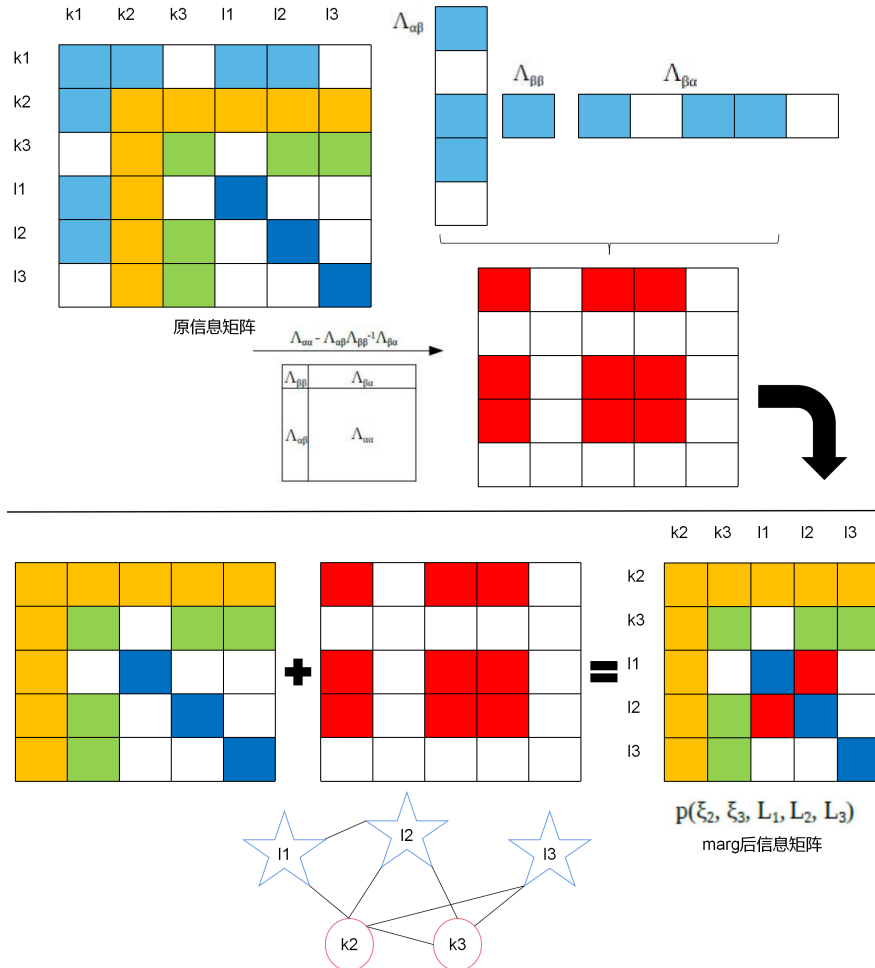 k1 k2 k3 l1 l2 l3
k1
k2
k3
l1
l2
l3
原信息矩阵
Λαβ
Λββ
Λβα
Λαα - ΛαβΛββ⁻¹Λβα
Λββ Λβα
Λαβ Λαα
k2 k3 l1 l2 l3
k2
k3
l1
l2
l3
p(ξ₂, ξ₃, L₁, L₂, L₃)
marg后信息矩阵
l1 l2 l3
k2 k3